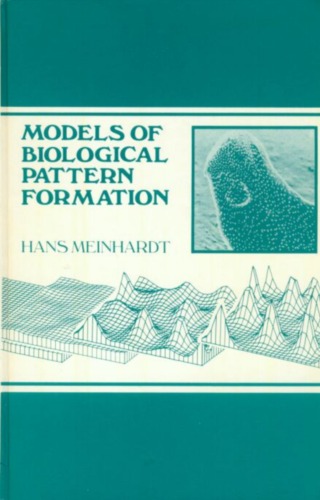 MODELS OF
BIOLOGICAL
PATTERN
FORMATION
HANS MEINHARDT